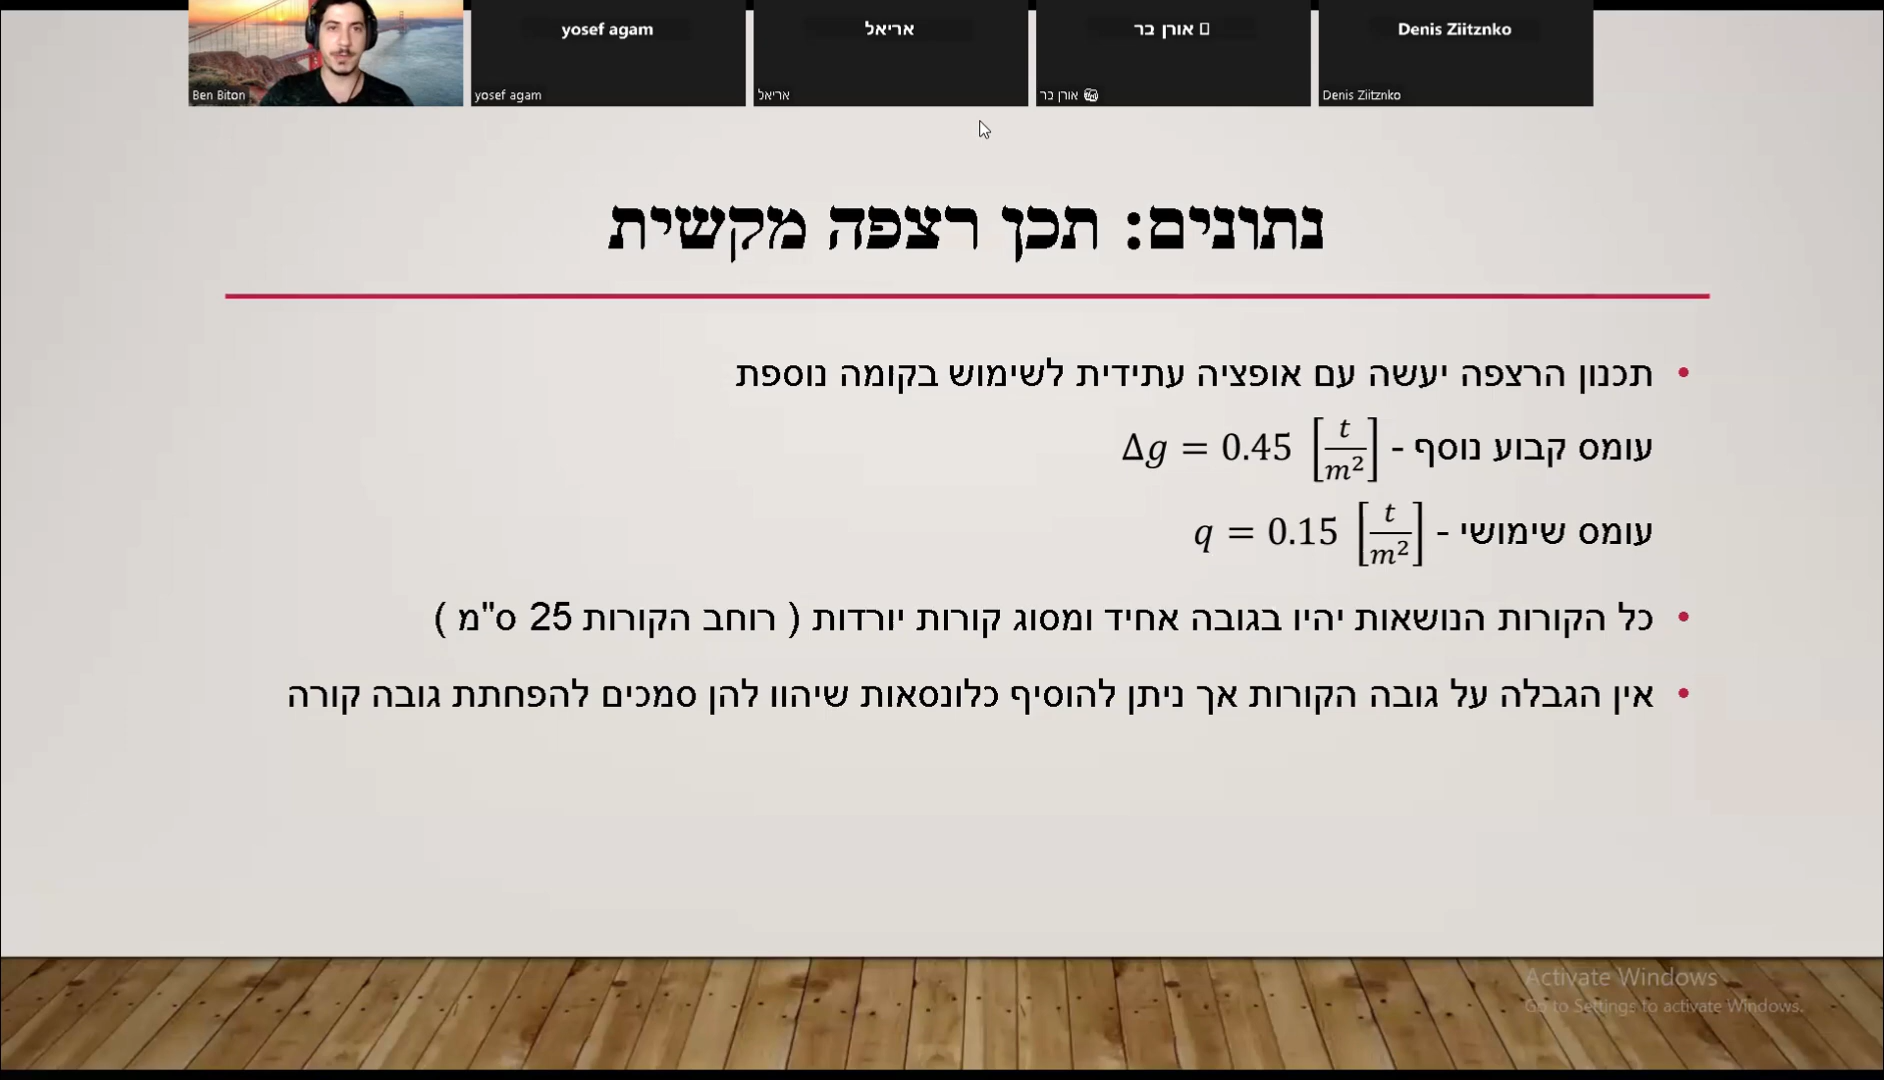 yosef agam
אריאל
אורן בר
Denis Ziitznko
Ben Biton
yosef agam
אריאל
אורן בר
Denis Ziitznko
נתונים: תכן רצפה מקשית
• תכנון הרצפה יעשה עם אופציה עתידית לשימוש בקומה נוספת
עומס קבוע נוסף - Δg = 0.45 [t/m²]
עומס שימושי - q = 0.15 [t/m²]
• כל הקורות הנושאות יהיו בגובה אחיד ומסוג קורות יורדות ( רוחב הקורות 25 ס"מ )
• אין הגבלה על גובה הקורות אך ניתן להוסיף כלונסאות שיהוו להן סמכים להפחתת גובה קורה
Activate Windows
Go to Settings to activate Windows.